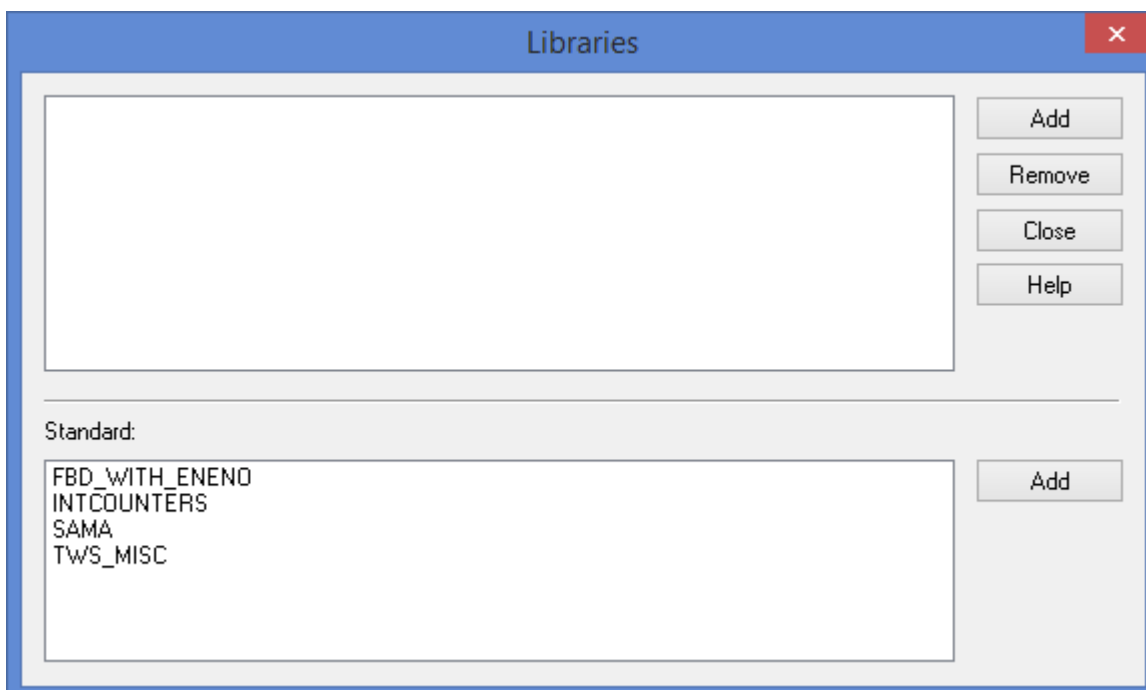 Libraries
Add
Remove
Close
Help
Standard:
FBD_WITH_ENENO
INTCOUNTERS
SAMA
TWS_MISC
Add